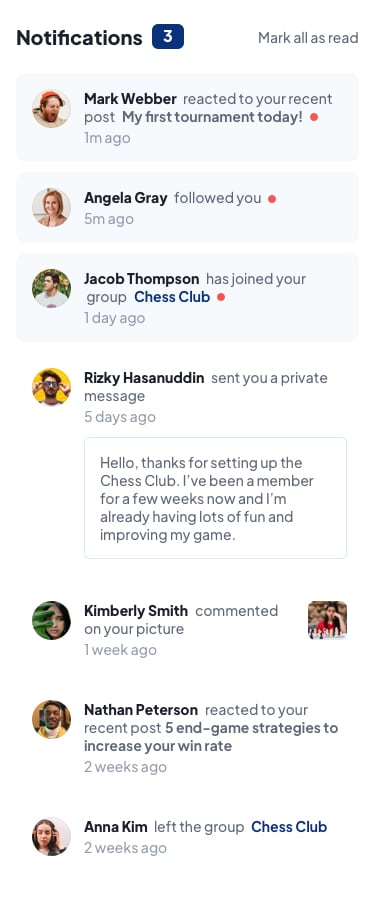 Notifications 3 Mark all as read
Mark Webber reacted to your recent
post My first tournament today!
1m ago
Angela Gray followed you
5m ago
Jacob Thompson has joined your
group Chess Club
1 day ago
Rizky Hasanuddin sent you a private
message
5 days ago
Hello, thanks for setting up the
Chess Club. I've been a member
for a few weeks now and I'm
already having lots of fun and
improving my game.
Kimberly Smith commented
on your picture
1 week ago
Nathan Peterson reacted to your
recent post 5 end-game strategies to
increase your win rate
2 weeks ago
Anna Kim left the group Chess Club
2 weeks ago